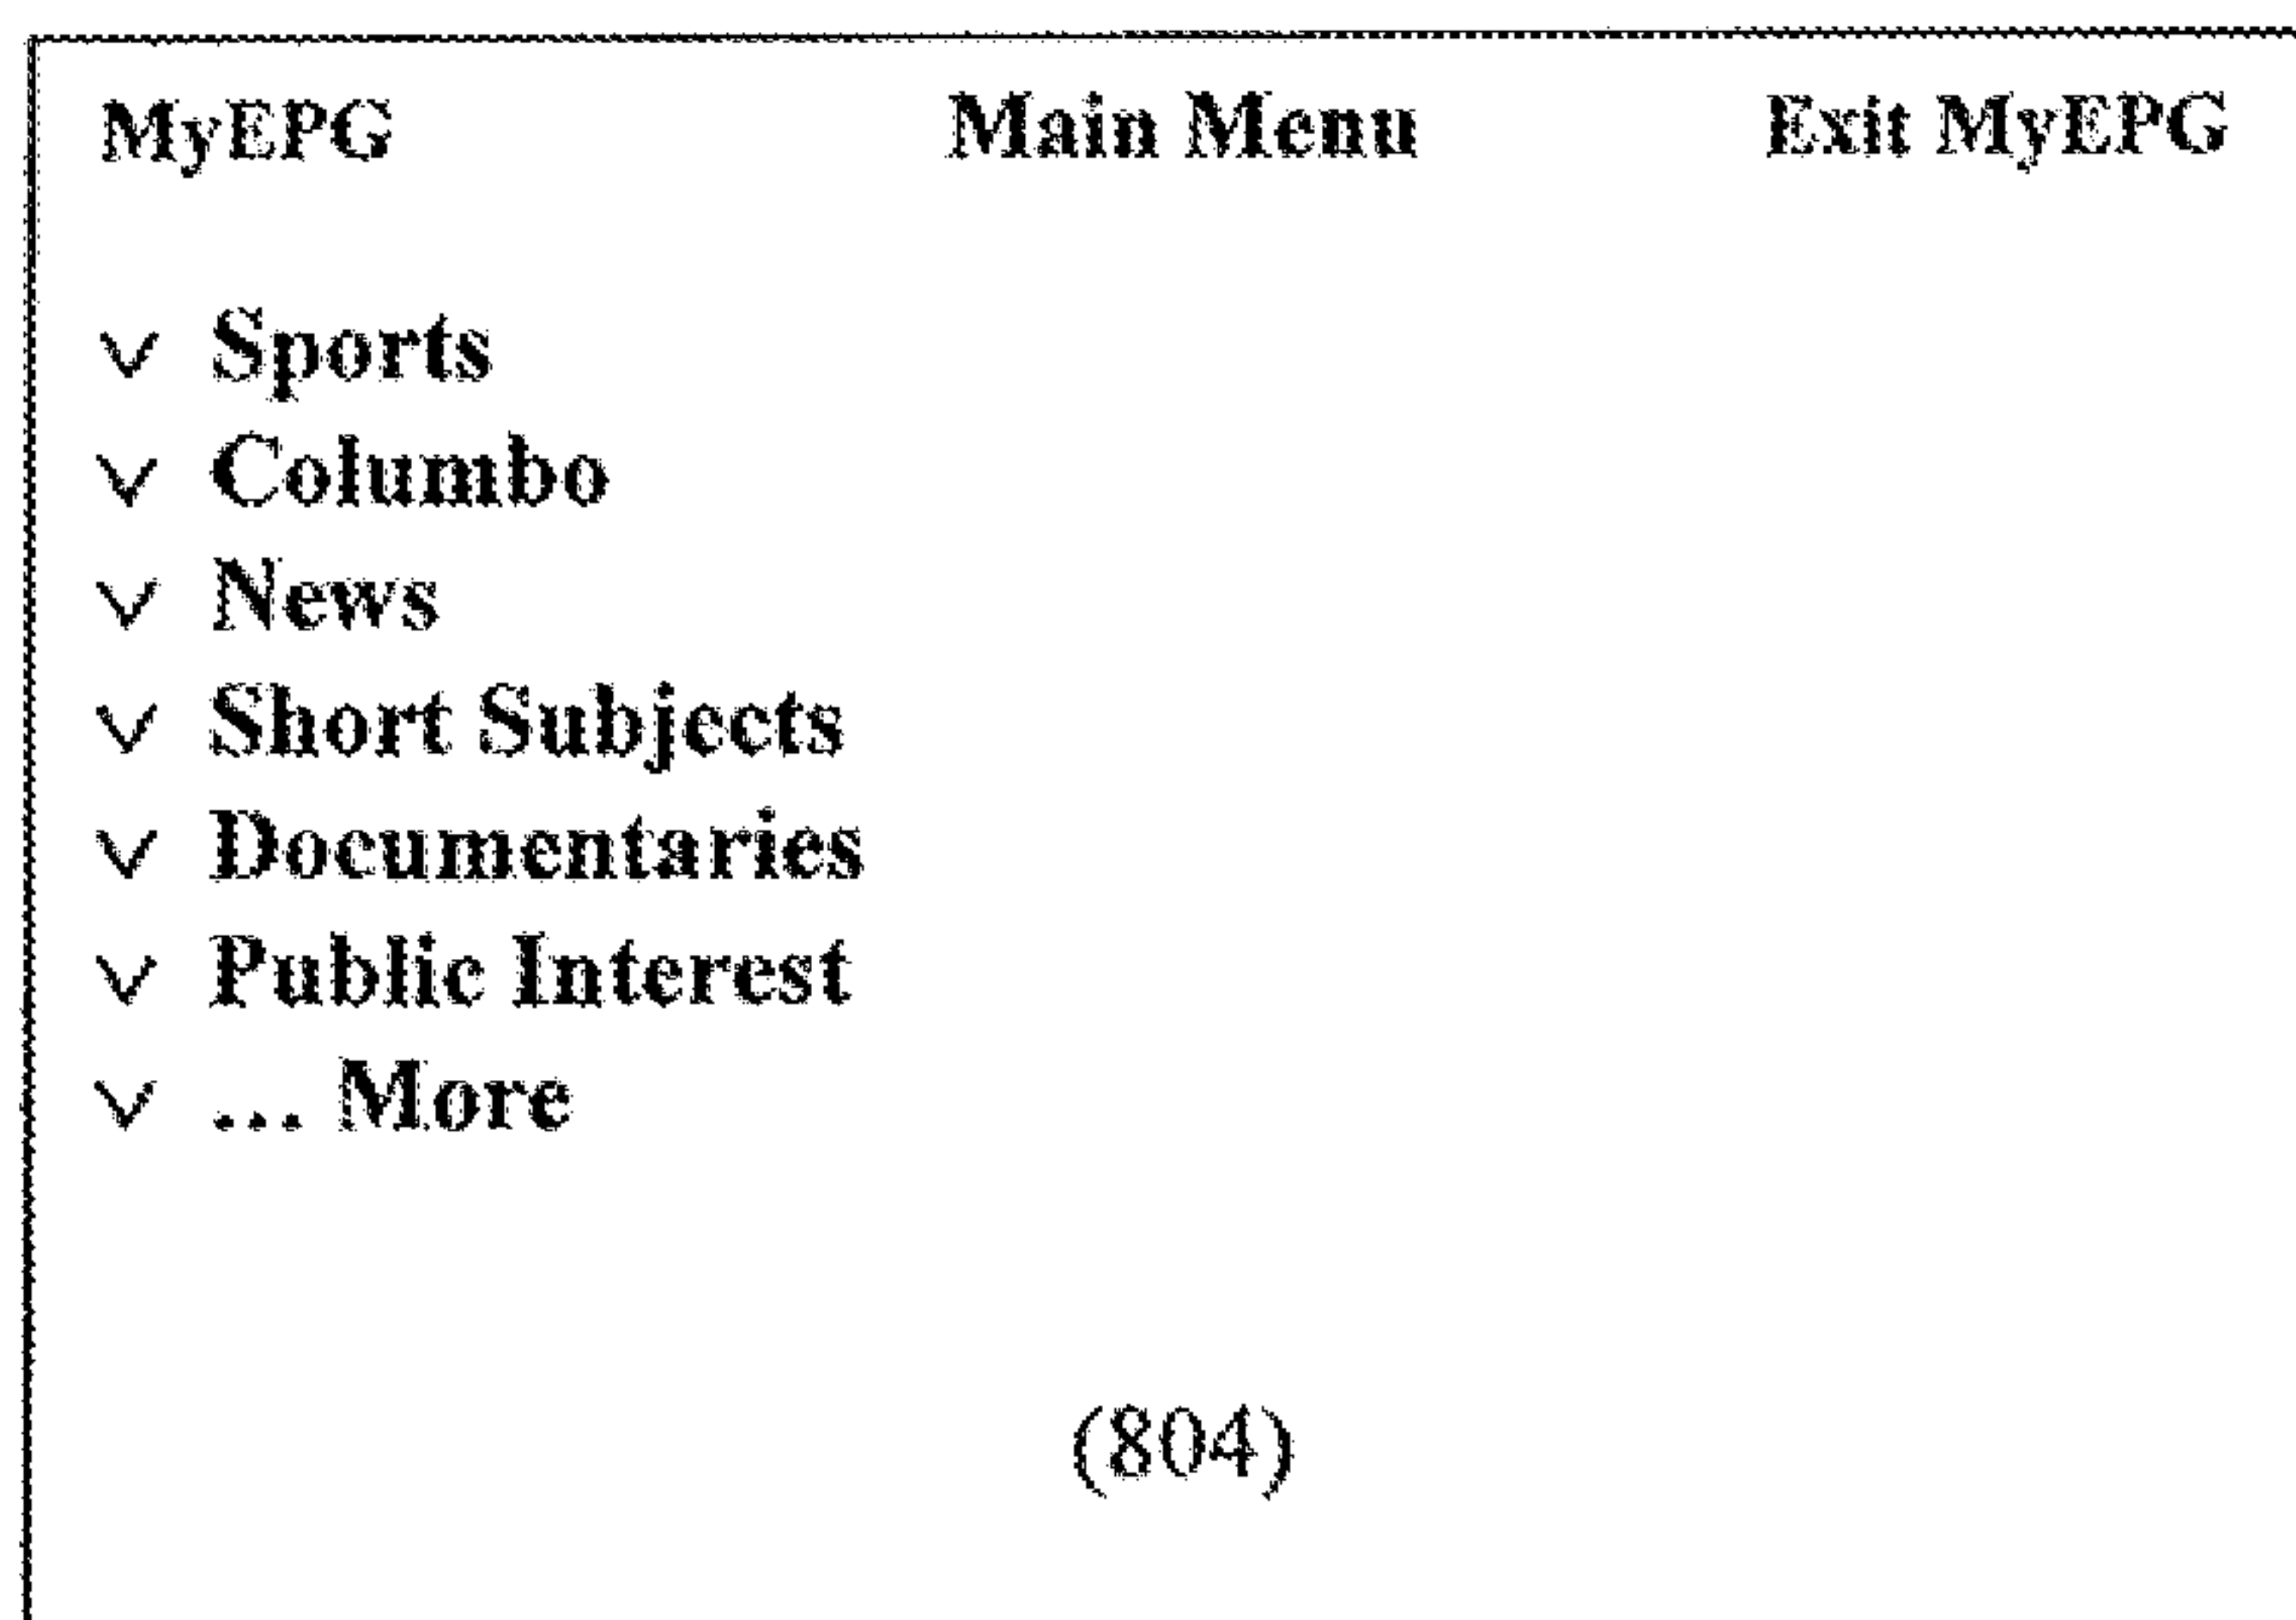 MyEPG Main Menu Exit MyEPG
Sports
Columbo
News
Short Subjects
Documentaries
Public Interest
... More
(804)